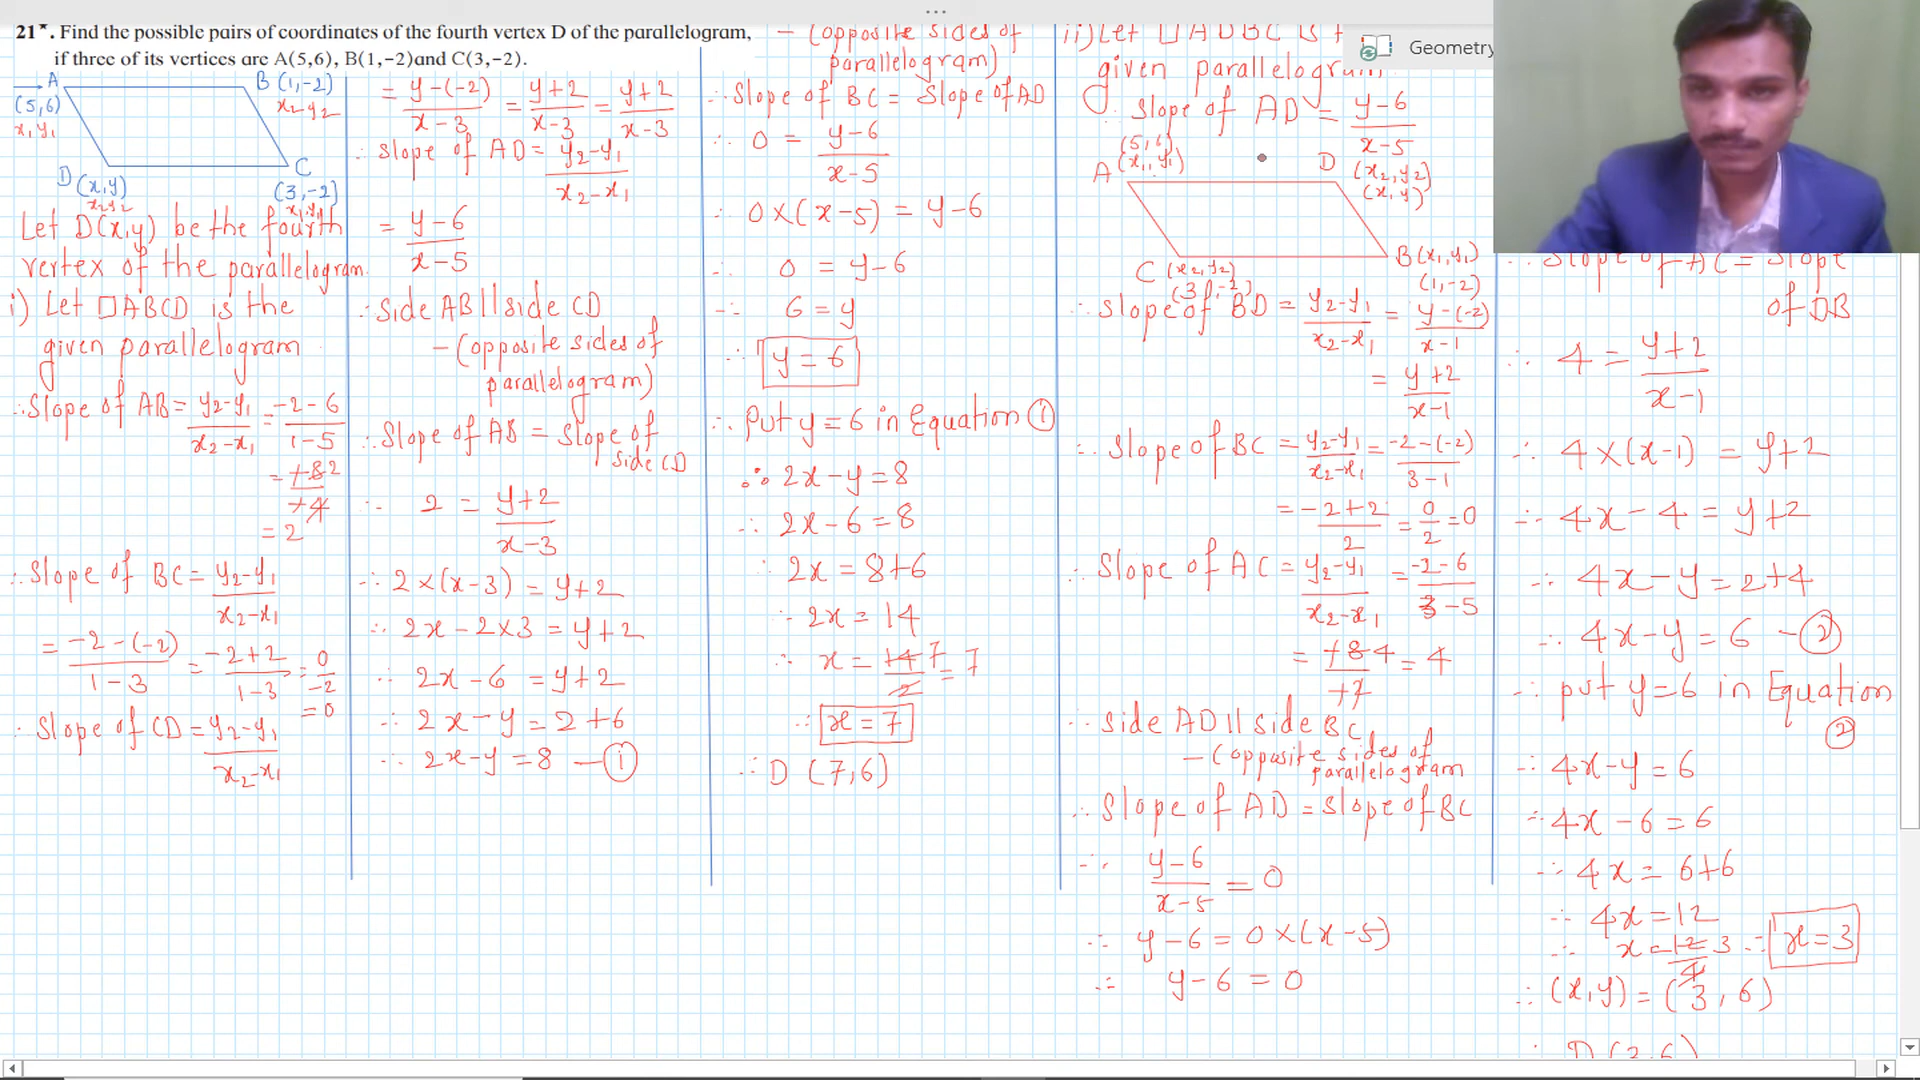 21*. Find the possible pairs of coordinates of the fourth vertex D of the parallelogram,
if three of its vertices are A(5,6), B(1,−2)and C(3,−2).
A
(5,6)
x₁ y₁
B (1,-2)
x₂ y₂
D (x,y)
x₂ y₂
C
(3,-2)
x₁ y₁
Let D(x,y) be the fourth
vertex of the parallelogram.
i) Let □ABCD is the
given parallelogram
∴ Slope of AB = y₂-y₁/x₂-x₁ = -2-6/1-5
= +8 2/+4
= 2
∴ Slope of BC = y₂-y₁/x₂-x₁
= -2-(-2)/1-3 = -2+2/1-3 = 0/-2
= 0
∴ Slope of CD = y₂-y₁/x₂-x₁
= y-(-2)/x-3 = y+2/x-3 = y+2/x-3
∴ Slope of AD = y₂-y₁/x₂-x₁
= y-6/x-5
∴ Side AB || side CD
- (opposite sides of
parallelogram)
∴ Slope of AB = Slope of
side CD
∴ 2 = y+2/x-3
∴ 2×(x-3) = y+2
∴ 2x-2×3 = y+2
∴ 2x-6 = y+2
∴ 2x-y = 2+6
∴ 2x-y = 8 —①
- (opposite sides of
parallelogram)
∴ Slope of BC = Slope of AD
∴ 0 = y-6/x-5
∴ 0×(x-5) = y-6
∴ 0 = y-6
∴ 6 = y
∴ y = 6
∴ Put y=6 in Equation ①
∴ 2x-y=8
∴ 2x-6=8
∴ 2x = 8+6
∴ 2x = 14
∴ x = 14 7/2 = 7
∴ x = 7
∴ D (7,6)
ii) Let □ADBC is
given parallelogram
∴ Slope of AD = y-6/x-5
(5,6)
A (x₁, y₁)
D (x₂,y₂)
(x,y)
C (x₂,y₂)
(3,-2)
B (x₁,y₁)
(1,-2)
∴ Slope of BD = y₂-y₁/x₂-x₁ = y-(-2)/x-1
= y+2/x-1
∴ Slope of BC = y₂-y₁/x₂-x₁ = -2-(-2)/3-1
= -2+2/2 = 0/2 = 0
∴ Slope of AC = y₂-y₁/x₂-x₁ = -2-6/3-5
= +8 4/+2 = 4
∴ Side AD || side BC
- (opposite sides of
parallelogram
∴ Slope of AD = Slope of BC
∴ y-6/x-5 = 0
∴ y-6 = 0×(x-5)
∴ y-6 = 0
Geometry
∴ Slope of AC = Slope
of DB
∴ 4 = y+2/x-1
∴ 4×(x-1) = y+2
∴ 4x-4 = y+2
∴ 4x-y = 2+4
∴ 4x-y = 6 -②
∴ put y=6 in Equation
②
∴ 4x-y = 6
∴ 4x-6 = 6
∴ 4x = 6+6
∴ 4x = 12
∴ x = 12/4 3 ∴ x = 3
∴ (x,y) = (3,6)
∴ D (3,6)